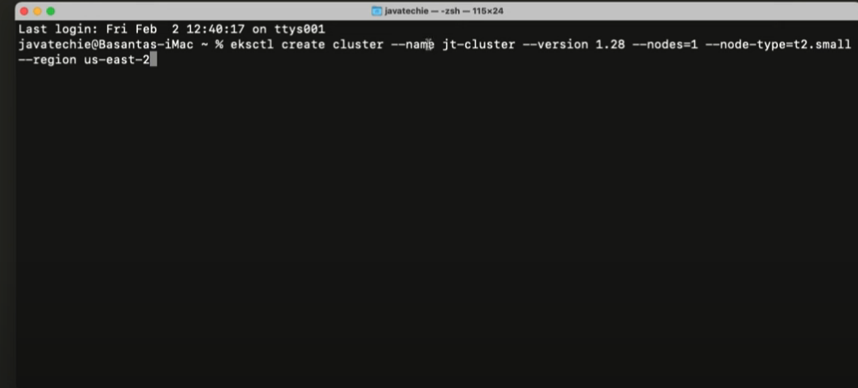 javatechie — -zsh — 115×24
Last login: Fri Feb  2 12:40:17 on ttys001
javatechie@Basantas-iMac ~ % eksctl create cluster --name jt-cluster --version 1.28 --nodes=1 --node-type=t2.small
--region us-east-2